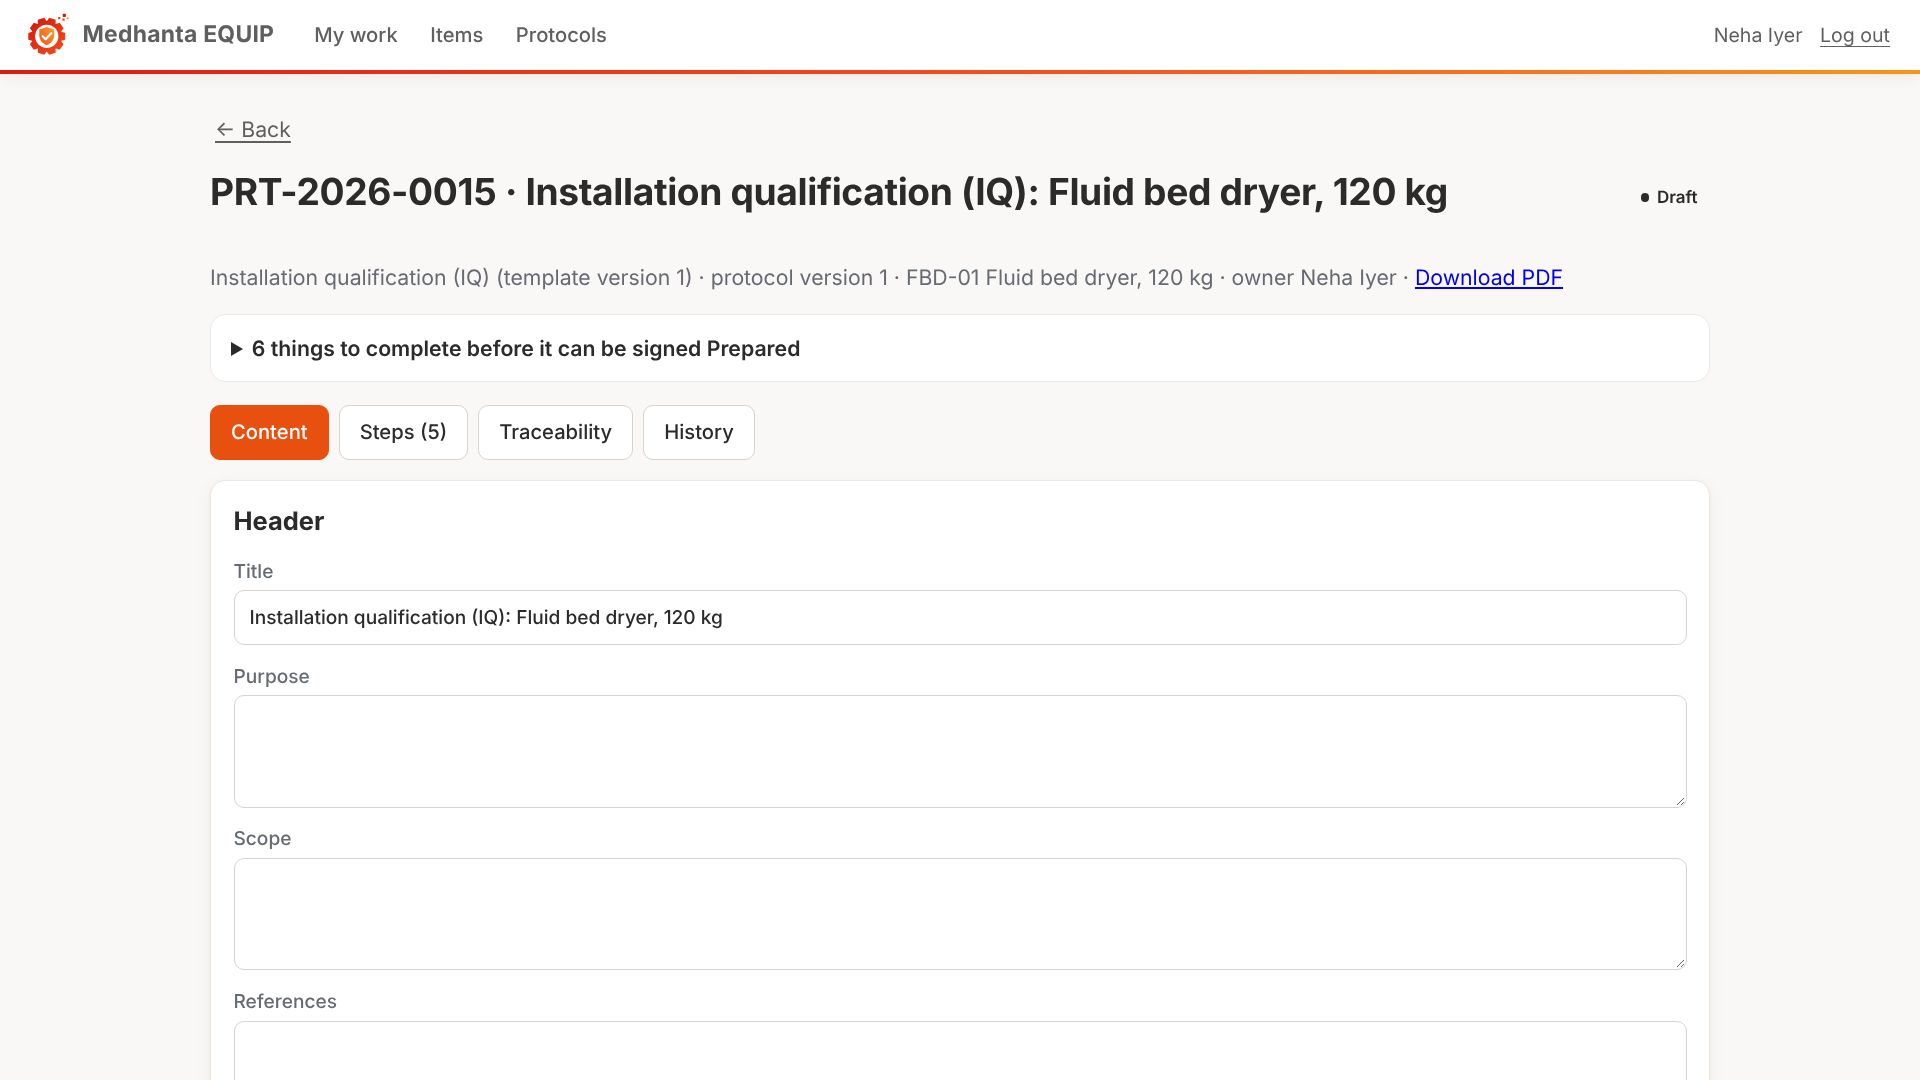 Medhanta EQUIP My work Items Protocols Neha Iyer Log out
← Back
PRT-2026-0015 · Installation qualification (IQ): Fluid bed dryer, 120 kg • Draft
Installation qualification (IQ) (template version 1) · protocol version 1 · FBD-01 Fluid bed dryer, 120 kg · owner Neha Iyer · Download PDF
▶ 6 things to complete before it can be signed Prepared
Content Steps (5) Traceability History
Header
Title
Installation qualification (IQ): Fluid bed dryer, 120 kg
Purpose
Scope
References